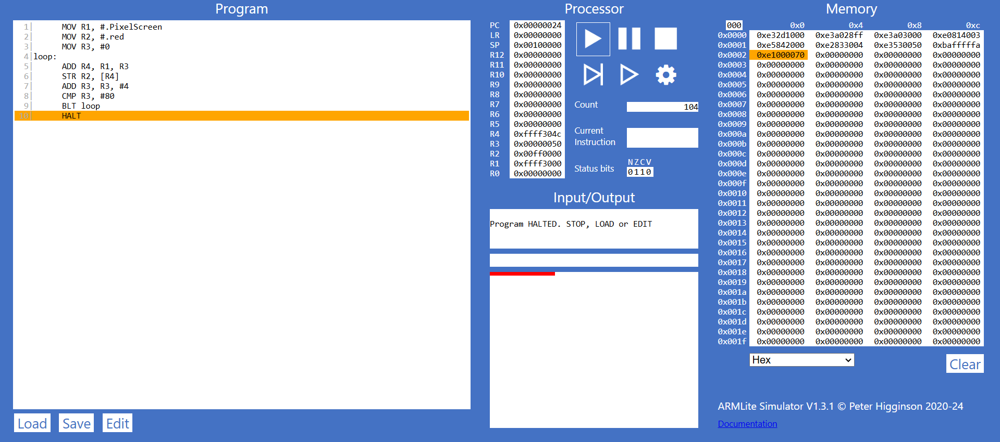 Program
1| MOV R1, #.PixelScreen
2| MOV R2, #.red
3| MOV R3, #0
4|loop:
5| ADD R4, R1, R3
6| STR R2, [R4]
7| ADD R3, R3, #4
8| CMP R3, #80
9| BLT loop
10| HALT
Load Save Edit
Processor
PC 0x00000024
LR 0x00000000
SP 0x00100000
R12 0x00000000
R11 0x00000000
R10 0x00000000
R9 0x00000000
R8 0x00000000
R7 0x00000000
R6 0x00000000
R5 0x00000000
R4 0xffff304c
R3 0x00000050
R2 0x00ff0000
R1 0xffff3000
R0 0x00000000
Count 104
Current
Instruction
NZCV
Status bits 0110
Input/Output
Program HALTED. STOP, LOAD or EDIT
Memory
000 0x0 0x4 0x8 0xc
0x0000 0xe32d1000 0xe3a028ff 0xe3a03000 0xe0814003
0x0001 0xe5842000 0xe2833004 0xe3530050 0xbafffffa
0x0002 0xe1000070 0x00000000 0x00000000 0x00000000
0x0003 0x00000000 0x00000000 0x00000000 0x00000000
0x0004 0x00000000 0x00000000 0x00000000 0x00000000
0x0005 0x00000000 0x00000000 0x00000000 0x00000000
0x0006 0x00000000 0x00000000 0x00000000 0x00000000
0x0007 0x00000000 0x00000000 0x00000000 0x00000000
0x0008 0x00000000 0x00000000 0x00000000 0x00000000
0x0009 0x00000000 0x00000000 0x00000000 0x00000000
0x000a 0x00000000 0x00000000 0x00000000 0x00000000
0x000b 0x00000000 0x00000000 0x00000000 0x00000000
0x000c 0x00000000 0x00000000 0x00000000 0x00000000
0x000d 0x00000000 0x00000000 0x00000000 0x00000000
0x000e 0x00000000 0x00000000 0x00000000 0x00000000
0x000f 0x00000000 0x00000000 0x00000000 0x00000000
0x0010 0x00000000 0x00000000 0x00000000 0x00000000
0x0011 0x00000000 0x00000000 0x00000000 0x00000000
0x0012 0x00000000 0x00000000 0x00000000 0x00000000
0x0013 0x00000000 0x00000000 0x00000000 0x00000000
0x0014 0x00000000 0x00000000 0x00000000 0x00000000
0x0015 0x00000000 0x00000000 0x00000000 0x00000000
0x0016 0x00000000 0x00000000 0x00000000 0x00000000
0x0017 0x00000000 0x00000000 0x00000000 0x00000000
0x0018 0x00000000 0x00000000 0x00000000 0x00000000
0x0019 0x00000000 0x00000000 0x00000000 0x00000000
0x001a 0x00000000 0x00000000 0x00000000 0x00000000
0x001b 0x00000000 0x00000000 0x00000000 0x00000000
0x001c 0x00000000 0x00000000 0x00000000 0x00000000
0x001d 0x00000000 0x00000000 0x00000000 0x00000000
0x001e 0x00000000 0x00000000 0x00000000 0x00000000
0x001f 0x00000000 0x00000000 0x00000000 0x00000000
Hex Clear
ARMLite Simulator V1.3.1 © Peter Higginson 2020-24
Documentation